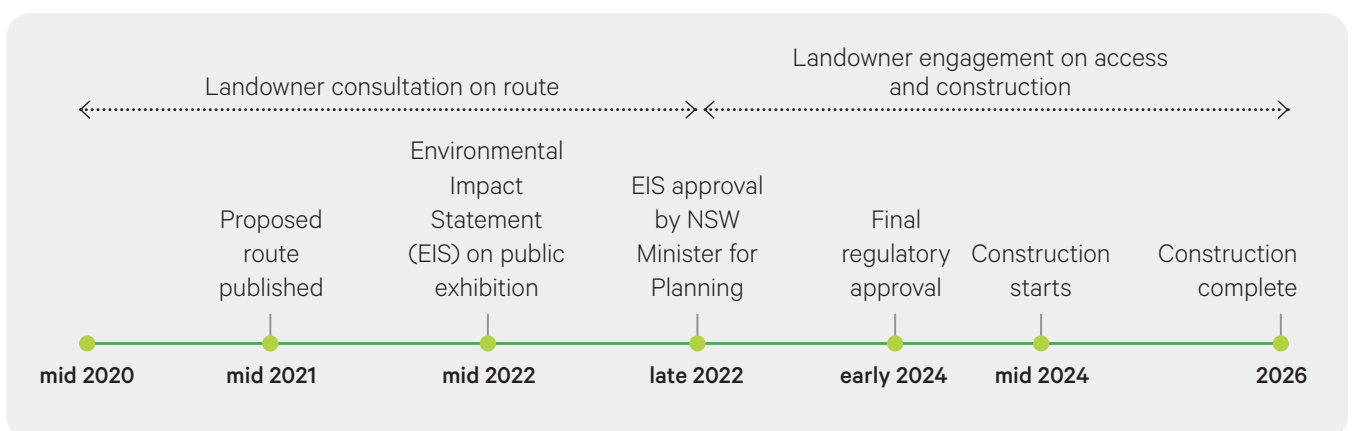 Landowner consultation on route
Landowner engagement on access
and construction
Proposed
route
published
Environmental
Impact
Statement
(EIS) on public
exhibition
EIS approval
by NSW
Minister for
Planning
Final
regulatory
approval
Construction
starts
Construction
complete
mid 2020
mid 2021
mid 2022
late 2022
early 2024
mid 2024
2026